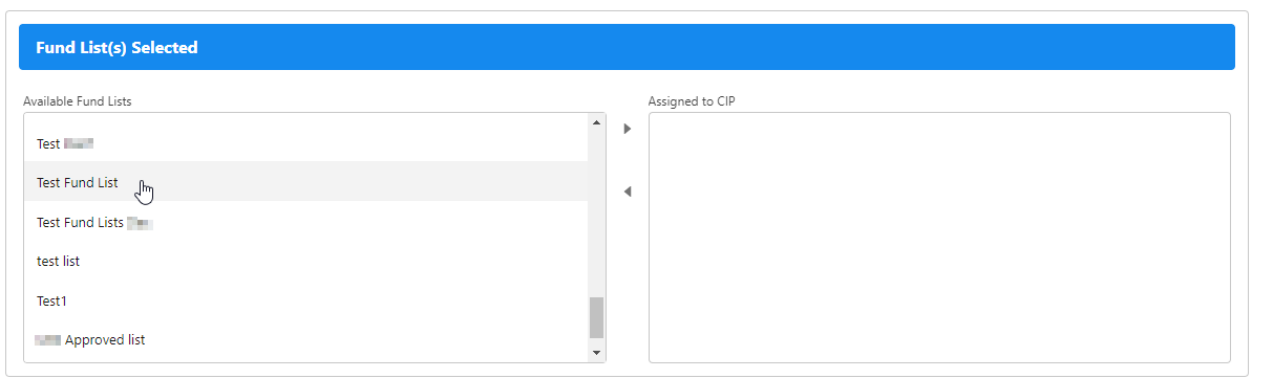 Fund List(s) Selected
Available Fund Lists
Test
Test Fund List
Test Fund Lists
test list
Test1
Approved list
Assigned to CIP